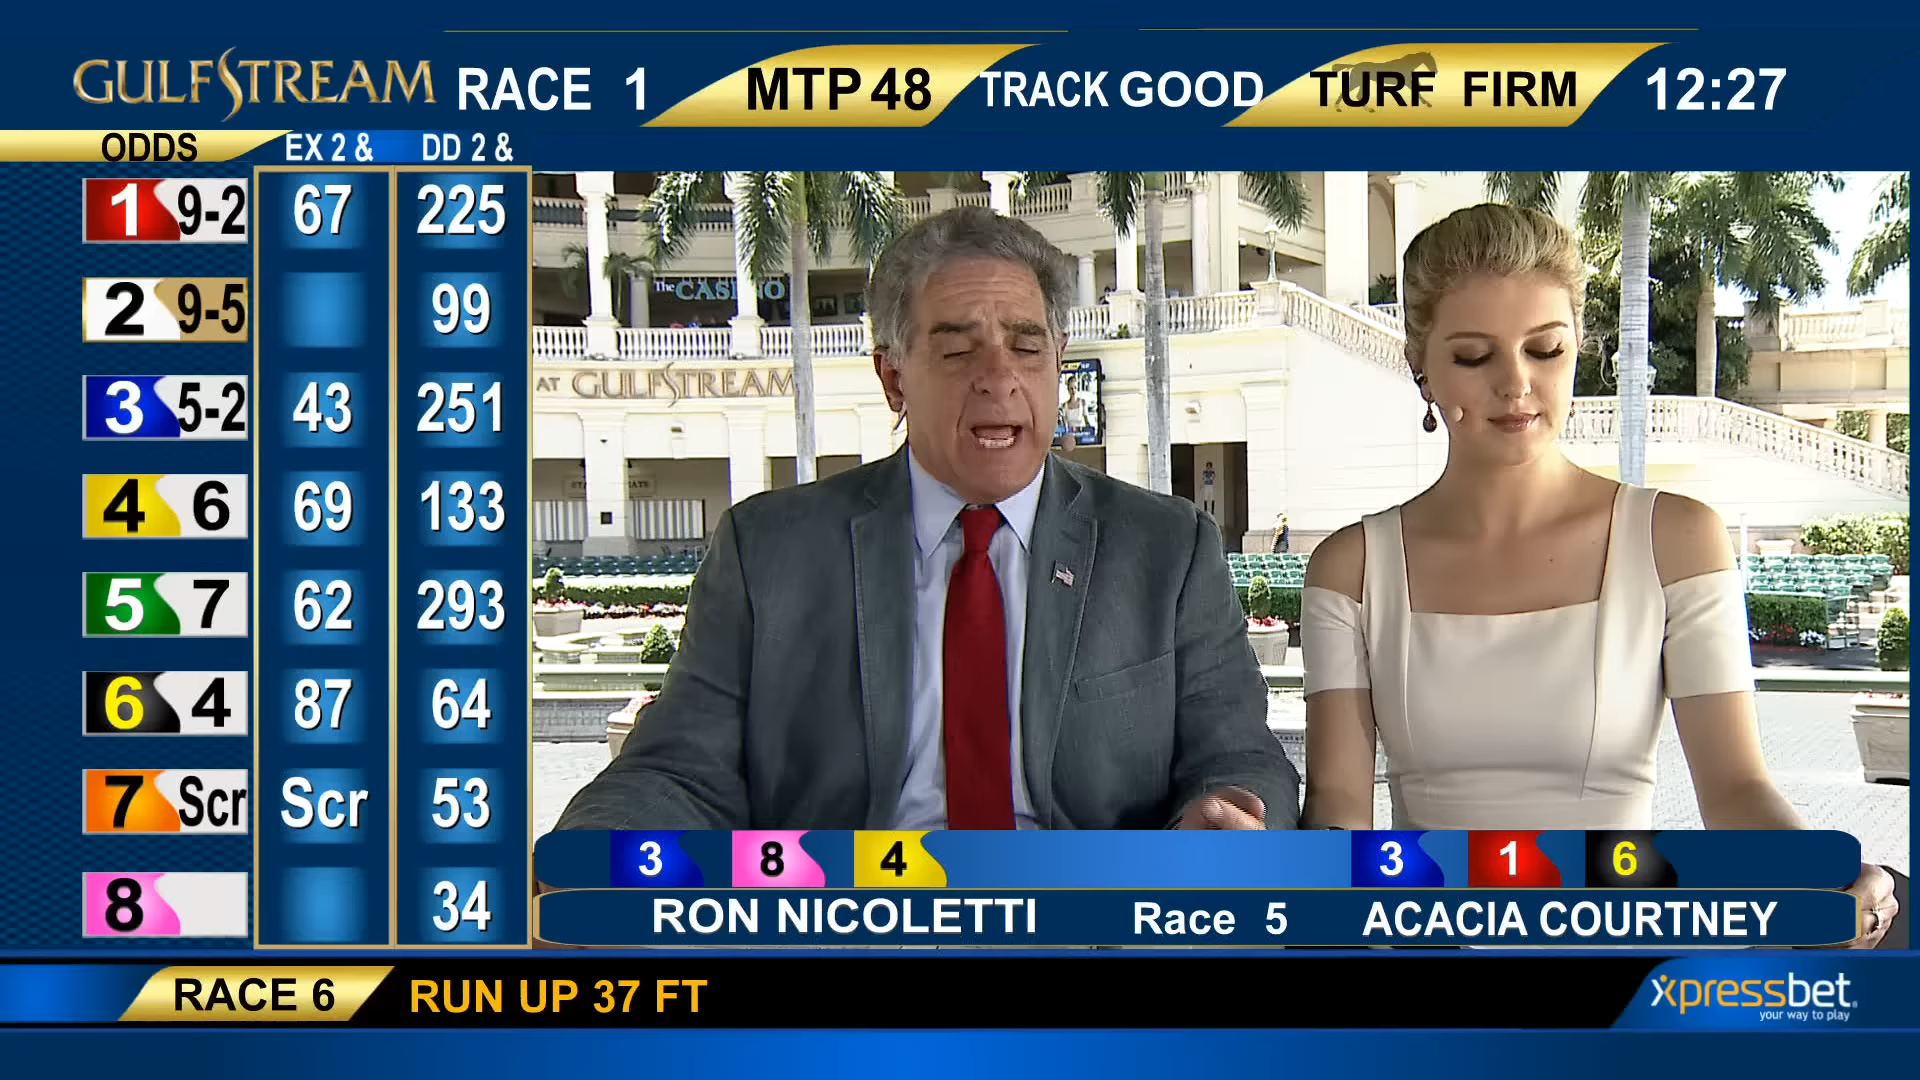 GULFSTREAM RACE 1 MTP 48 TRACK GOOD TURF FIRM 12:27
ODDS EX 2 & DD 2 &
1 9-2 67 225
2 9-5 99
3 5-2 43 251
4 6 69 133
5 7 62 293
6 4 87 64
7 Scr Scr 53
8 34
The CASINO
AT GULFSTREAM
3 8 4 3 1 6
RON NICOLETTI Race 5 ACACIA COURTNEY
RACE 6 RUN UP 37 FT
xpressbet.
your way to play